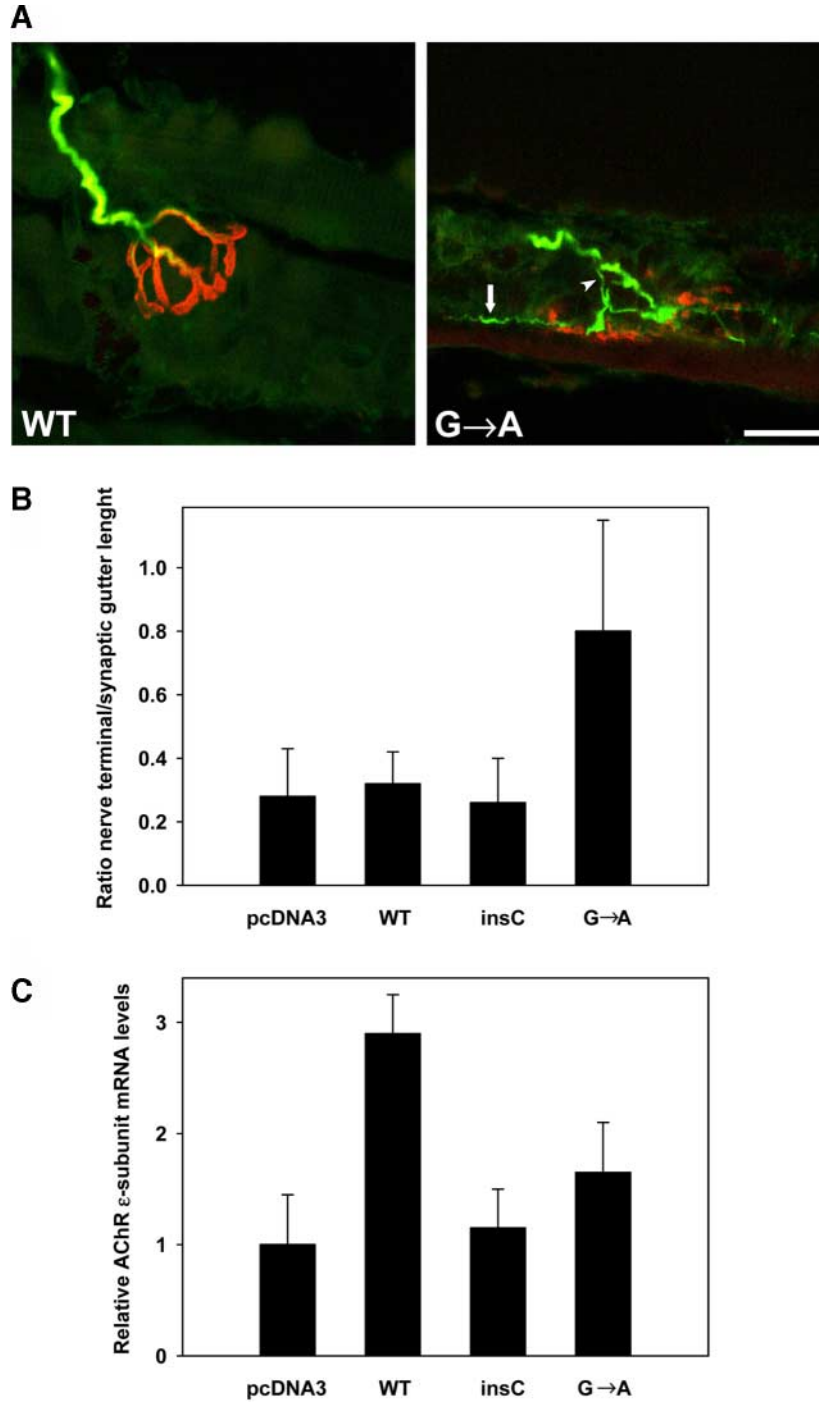 A
WT
G→A
B
Ratio nerve terminal/synaptic gutter lenght
1.0
0.8
0.6
0.4
0.2
0.0
pcDNA3 WT insC G→A
C
Relative AChR ε-subunit mRNA levels
3
2
1
0
pcDNA3 WT insC G→A